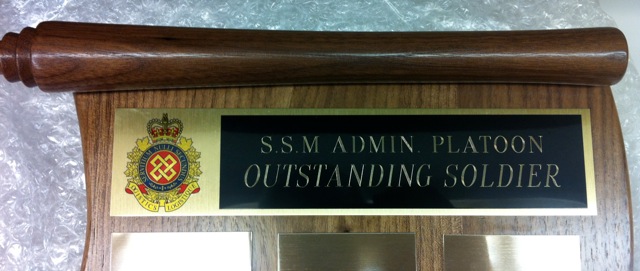 S.S.M ADMIN. PLATOON
OUTSTANDING SOLDIER